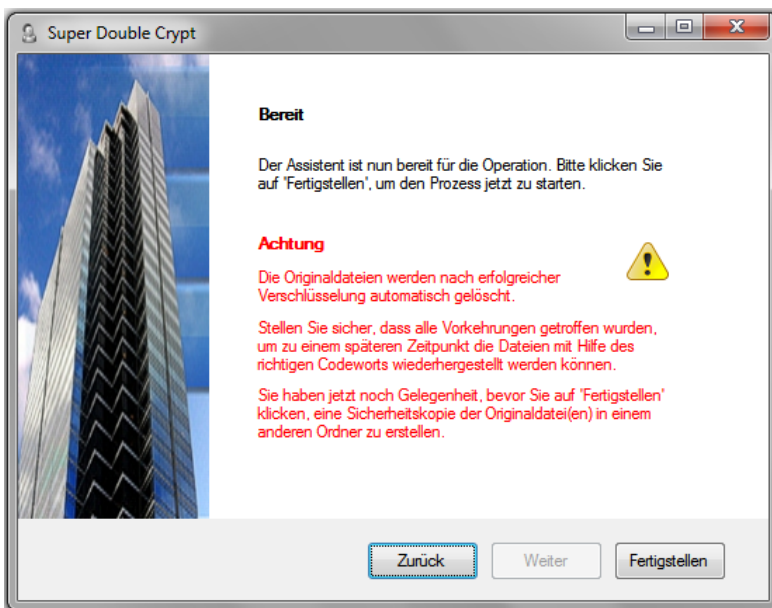 Super Double Crypt
Bereit
Der Assistent ist nun bereit für die Operation. Bitte klicken Sie
auf "Fertigstellen", um den Prozess jetzt zu starten.
Achtung
Die Originaldateien werden nach erfolgreicher
Verschlüsselung automatisch gelöscht.
Stellen Sie sicher, dass alle Vorkehrungen getroffen wurden,
um zu einem späteren Zeitpunkt die Dateien mit Hilfe des
richtigen Codeworts wiederhergestellt werden können.
Sie haben jetzt noch Gelegenheit, bevor Sie auf "Fertigstellen"
klicken, eine Sicherheitskopie der Originaldatei(en) in einem
anderen Ordner zu erstellen.
Zurück
Weiter
Fertigstellen